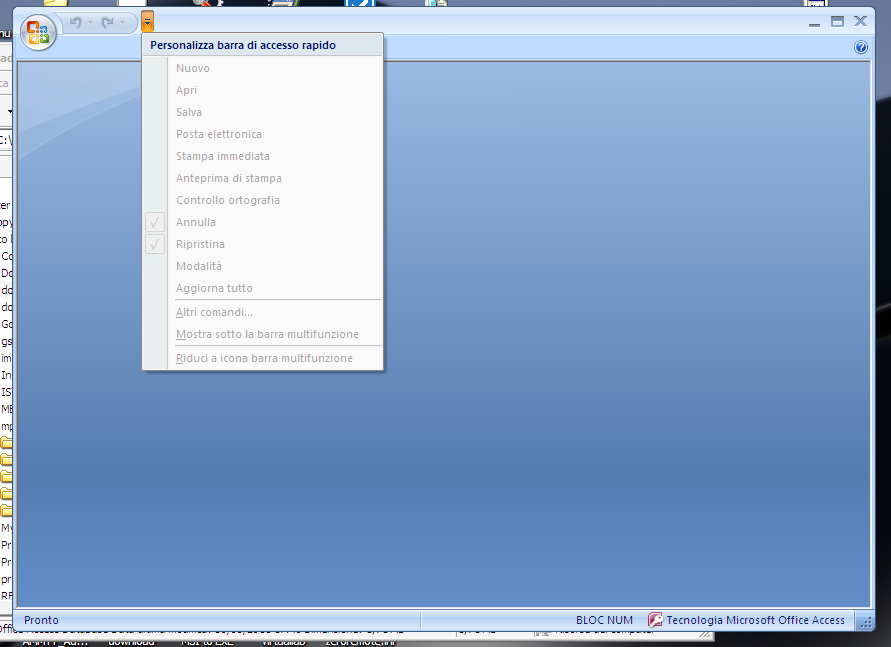 Personalizza barra di accesso rapido
Nuovo
Apri
Salva
Posta elettronica
Stampa immediata
Anteprima di stampa
Controllo ortografia
Annulla
Ripristina
Modalità
Aggiorna tutto
Altri comandi...
Mostra sotto la barra multifunzione
Riduci a icona barra multifunzione
Pronto
BLOC NUM
Tecnologia Microsoft Office Access